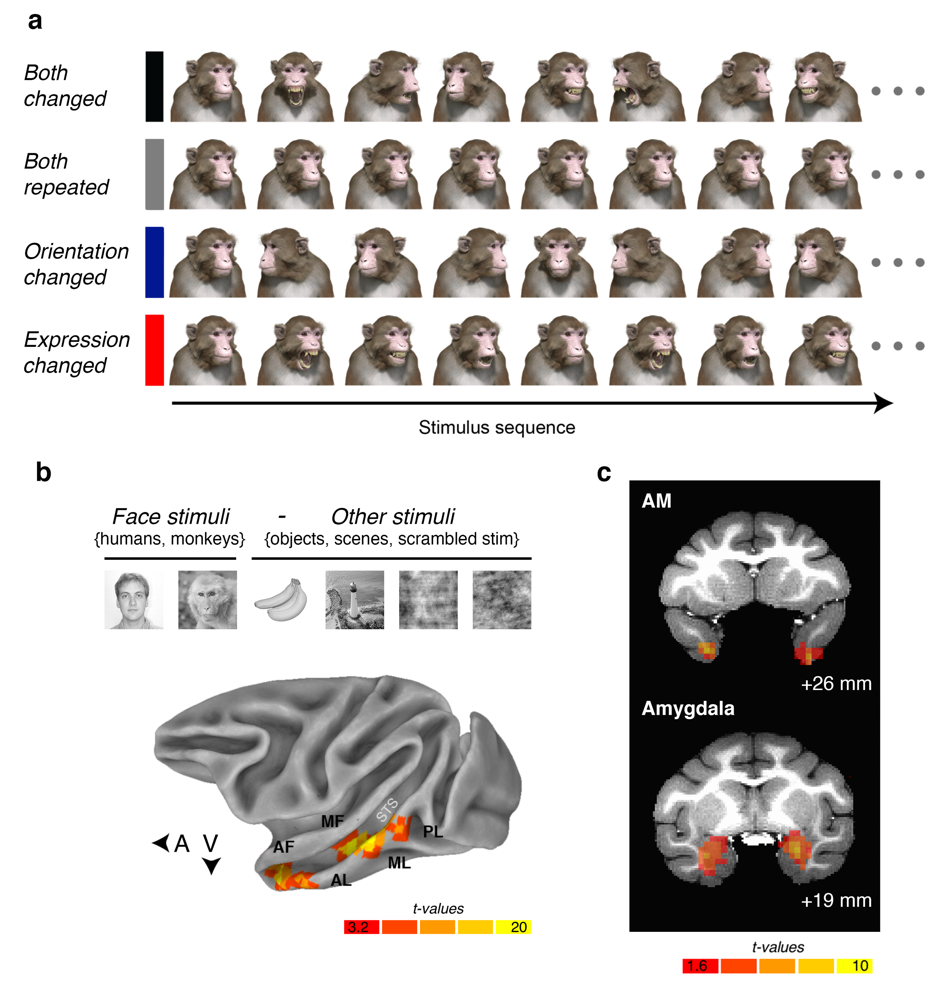 a
Both
changed
Both
repeated
Orientation
changed
Expression
changed
Stimulus sequence
b
Face stimuli - Other stimuli
{humans, monkeys} {objects, scenes, scrambled stim}
STS
MF
PL
AF
A V
ML
AL
t-values
3.2 20
c
AM
+26 mm
Amygdala
+19 mm
t-values
1.6 10